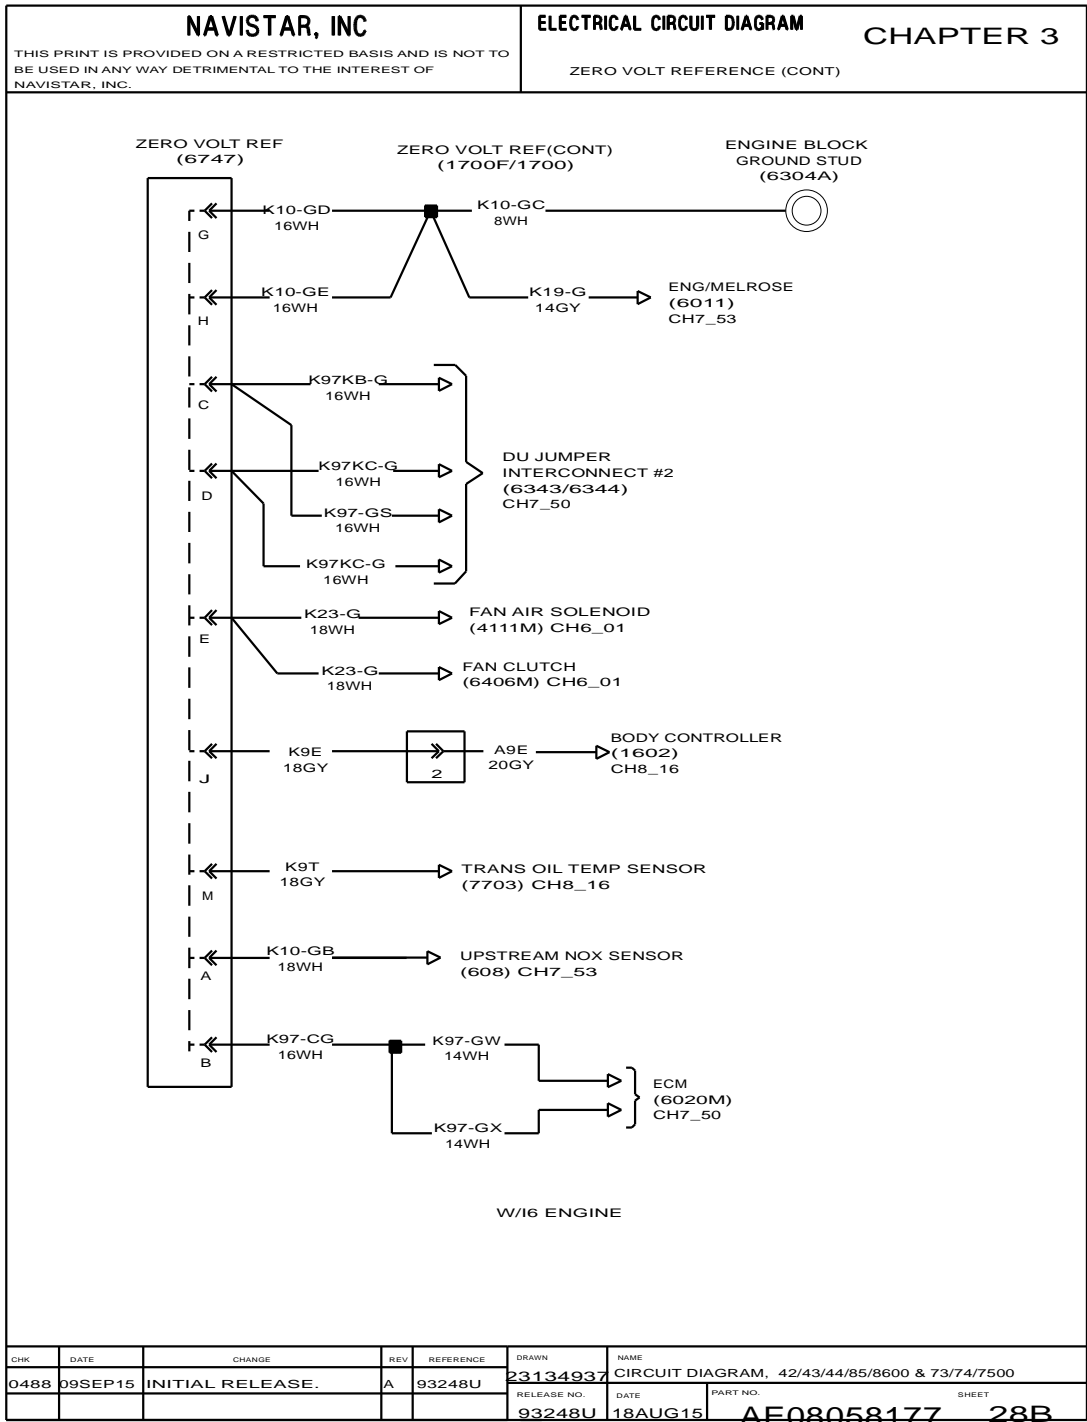 NAVISTAR, INC
THIS PRINT IS PROVIDED ON A RESTRICTED BASIS AND IS NOT TO
BE USED IN ANY WAY DETRIMENTAL TO THE INTEREST OF
NAVISTAR, INC.
ELECTRICAL CIRCUIT DIAGRAM
CHAPTER 3
ZERO VOLT REFERENCE (CONT)
ZERO VOLT REF
(6747)
ZERO VOLT REF(CONT)
(1700F/1700)
ENGINE BLOCK
GROUND STUD
(6304A)
G
K10-GD
16WH
K10-GC
8WH
H
K10-GE
16WH
K19-G
14GY
ENG/MELROSE
(6011)
CH7_53
C
K97KB-G
16WH
D
K97KC-G
16WH
K97-GS
16WH
K97KC-G
16WH
DU JUMPER
INTERCONNECT #2
(6343/6344)
CH7_50
E
K23-G
18WH
FAN AIR SOLENOID
(4111M) CH6_01
K23-G
18WH
FAN CLUTCH
(6406M) CH6_01
J
K9E
18GY
2
A9E
20GY
BODY CONTROLLER
(1602)
CH8_16
M
K9T
18GY
TRANS OIL TEMP SENSOR
(7703) CH8_16
A
K10-GB
18WH
UPSTREAM NOX SENSOR
(608) CH7_53
B
K97-CG
16WH
K97-GW
14WH
K97-GX
14WH
ECM
(6020M)
CH7_50
W/I6 ENGINE
CHK DATE CHANGE REV REFERENCE
0488 09SEP15 INITIAL RELEASE. A 93248U
DRAWN
23134937
NAME
CIRCUIT DIAGRAM, 42/43/44/85/8600 & 73/74/7500
RELEASE NO.
93248U
DATE
18AUG15
PART NO.
AF08058177
SHEET
28B